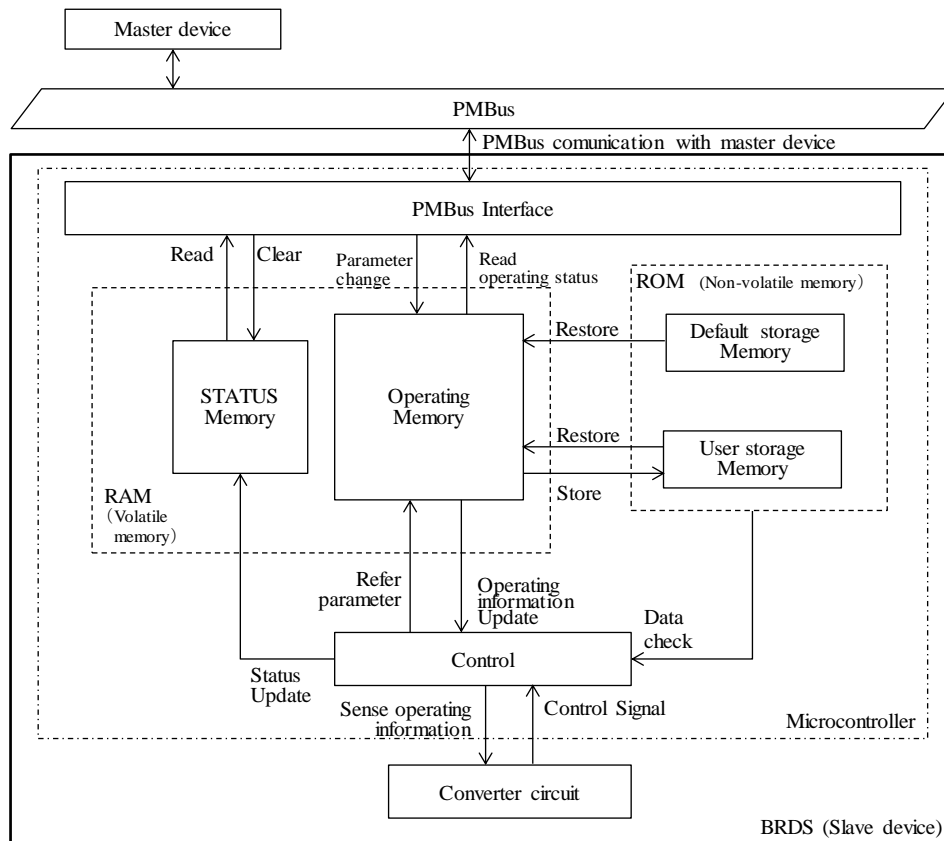 Master device
PMBus
PMBus comunication with master device
PMBus Interface
Read
Clear
Parameter
change
Read
operating status
ROM (Non-volatile memory)
Restore
Default storage
Memory
STATUS
Memory
Operating
Memory
Restore
User storage
Memory
Store
RAM
(Volatile
memory)
Refer
parameter
Operating
information
Update
Data
check
Control
Status
Update
Sense operating
information
Control Signal
Microcontroller
Converter circuit
BRDS (Slave device)